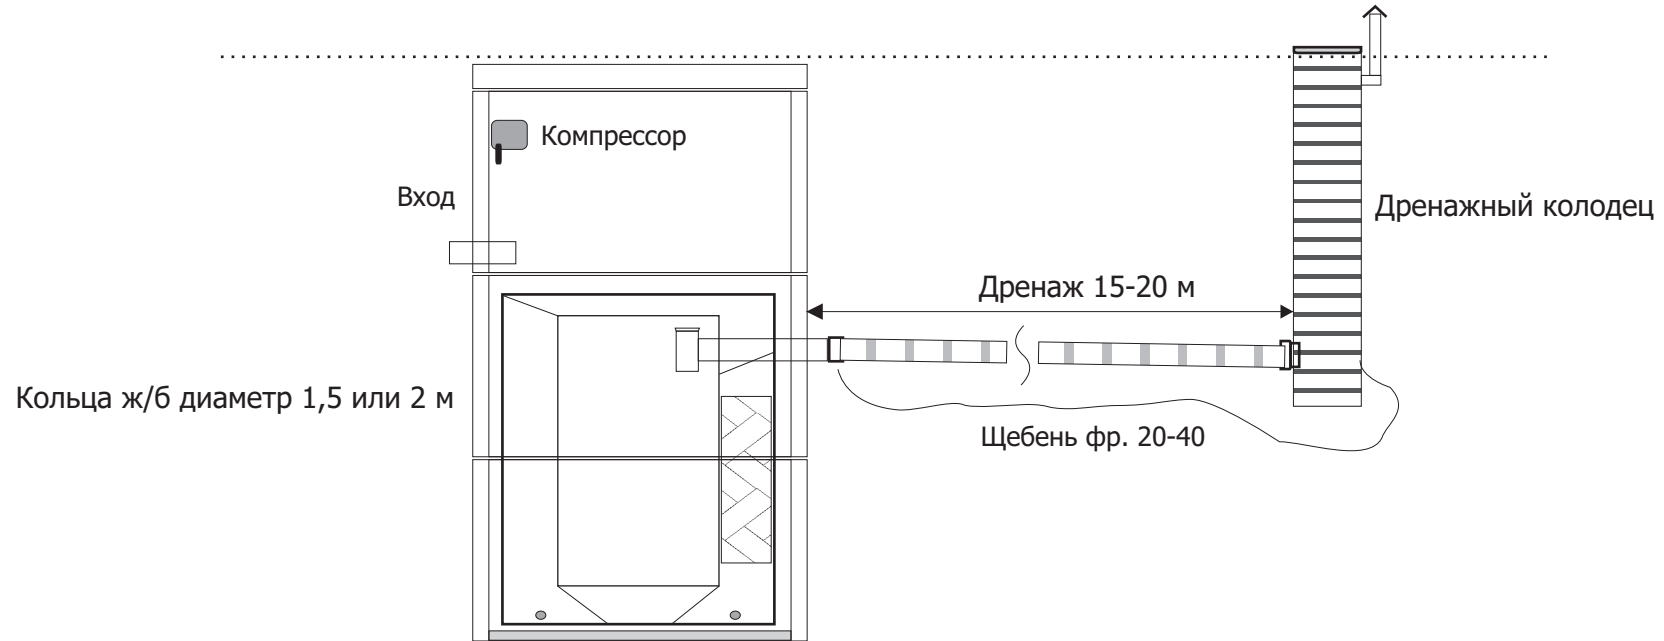 Компрессор
Вход
Дренажный колодец
Дренаж 15-20 м
Кольца ж/б диаметр 1,5 или 2 м
Щебень фр. 20-40